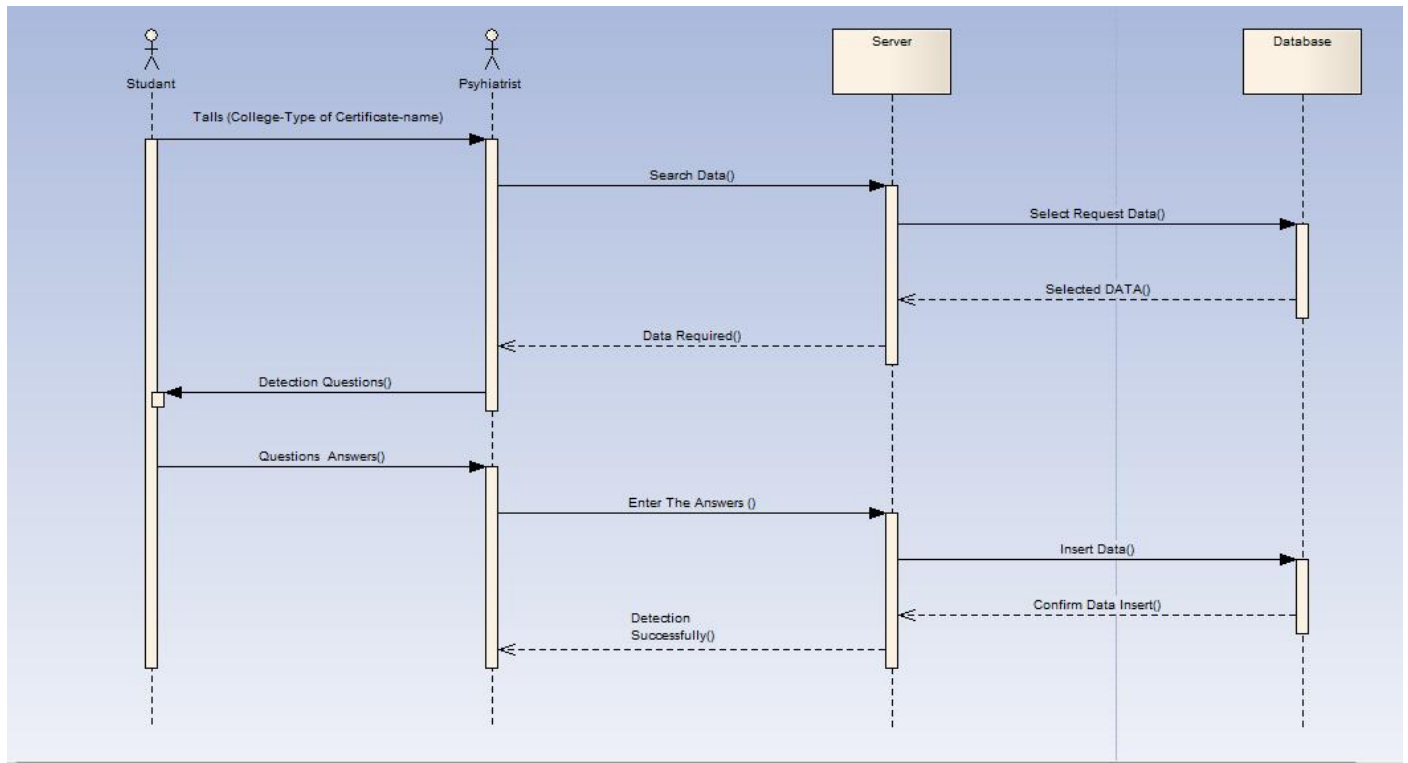 Server
Database
Studant
Psyhiatrist
Talls (College-Type of Certificate-name)
Search Data()
Select Request Data()
Selected DATA()
Data Required()
Detection Questions()
Questions Answers()
Enter The Answers ()
Insert Data()
Confirm Data Insert()
Detection
Successfully()